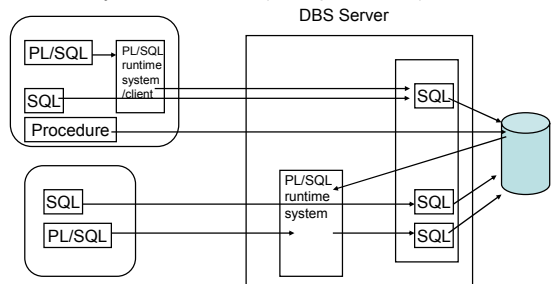 DBS Server
PL/SQL
PL/SQL
runtime
system
/client
SQL
Procedure
SQL
PL/SQL
runtime
system
SQL
PL/SQL
SQL
SQL